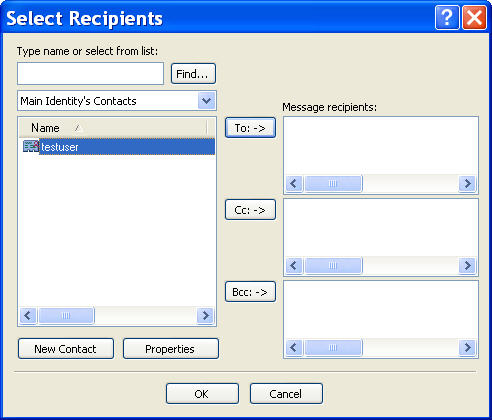 Select Recipients
Type name or select from list:
Find...
Main Identity's Contacts
Message recipients:
Name
To: ->
testuser
Cc: ->
Bcc: ->
New Contact
Properties
OK
Cancel